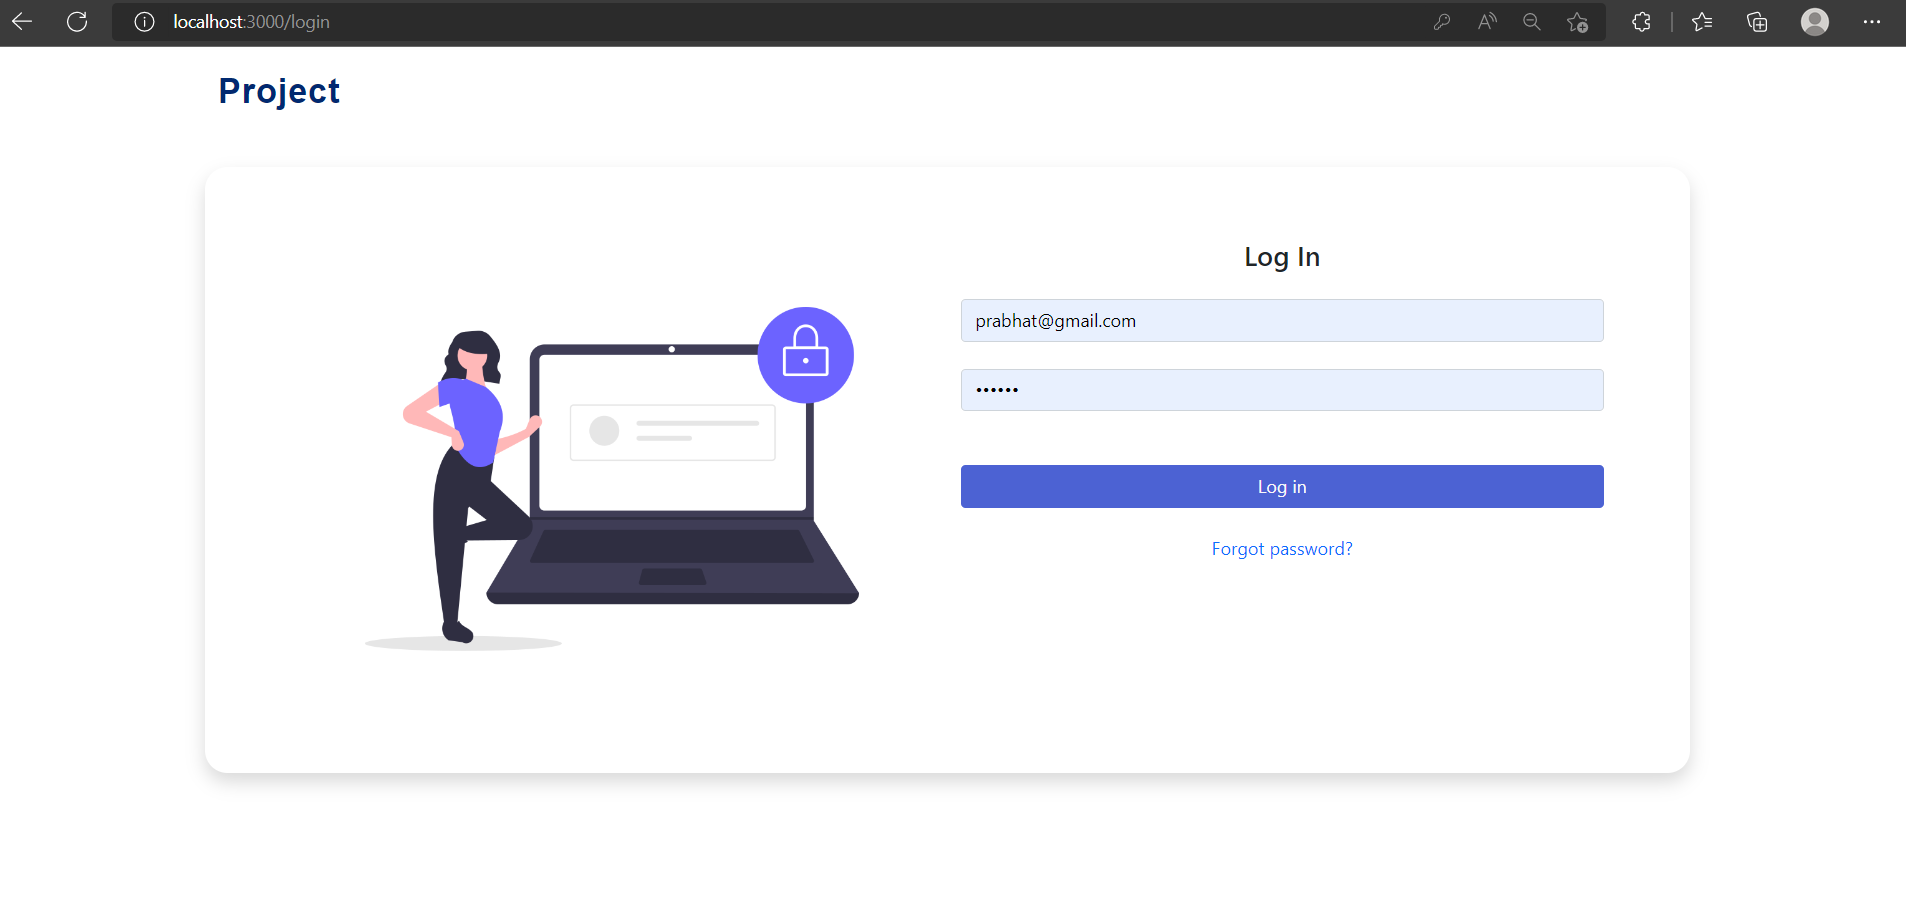 localhost:3000/login
Project
Log In
prabhat@gmail.com
••••••
Log in
Forgot password?